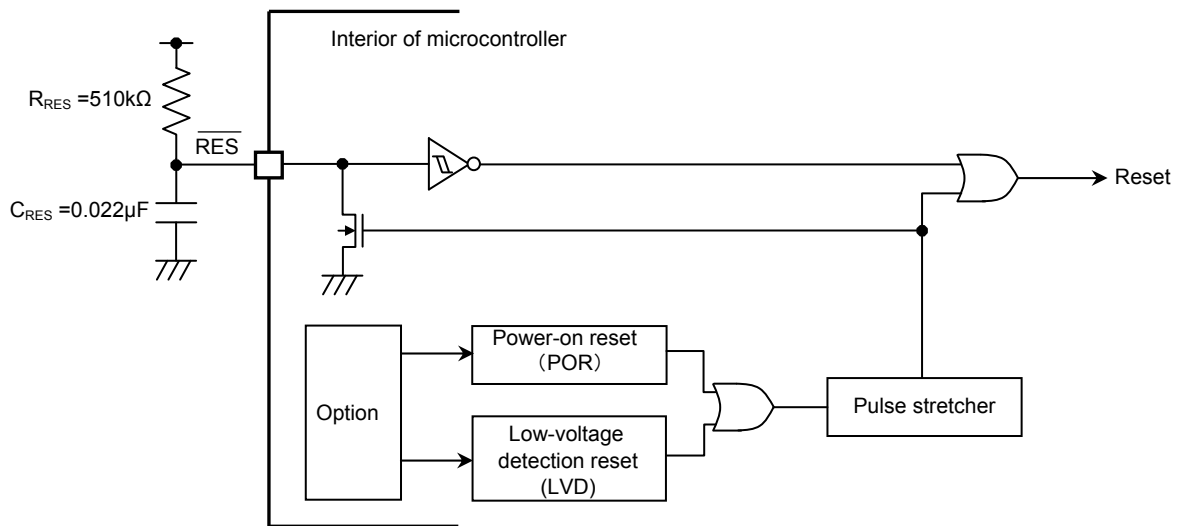 Interior of microcontroller
RRES =510kΩ
RES
CRES =0.022µF
Reset
Option
Power-on reset
（POR）
Low-voltage
detection reset
(LVD)
Pulse stretcher